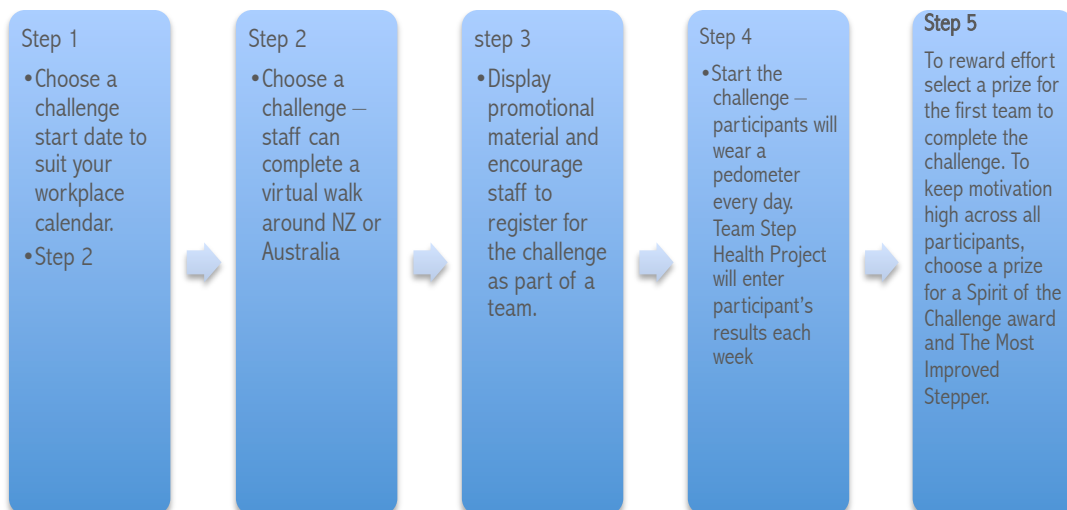 Step 1
•Choose a
challenge
start date to
suit your
workplace
calendar.
•Step 2
Step 2
•Choose a
challenge –
staff can
complete a
virtual walk
around NZ or
Australia
step 3
•Display
promotional
material and
encourage
staff to
register for
the challenge
as part of a
team.
Step 4
•Start the
challenge –
participants will
wear a
pedometer
every day.
Team Step
Health Project
will enter
participant's
results each
week
Step 5
To reward effort
select a prize for
the first team to
complete the
challenge. To
keep motivation
high across all
participants,
choose a prize
for a Spirit of the
Challenge award
and The Most
Improved
Stepper.